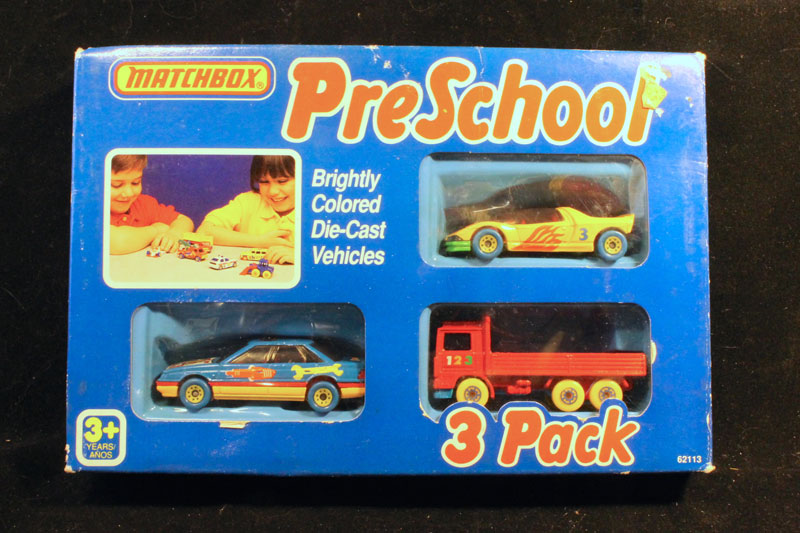 MATCHBOX®
PreSchool
Brightly
Colored
Die-Cast
Vehicles
3
123
3+
YEARS/
AÑOS
3 Pack
62113